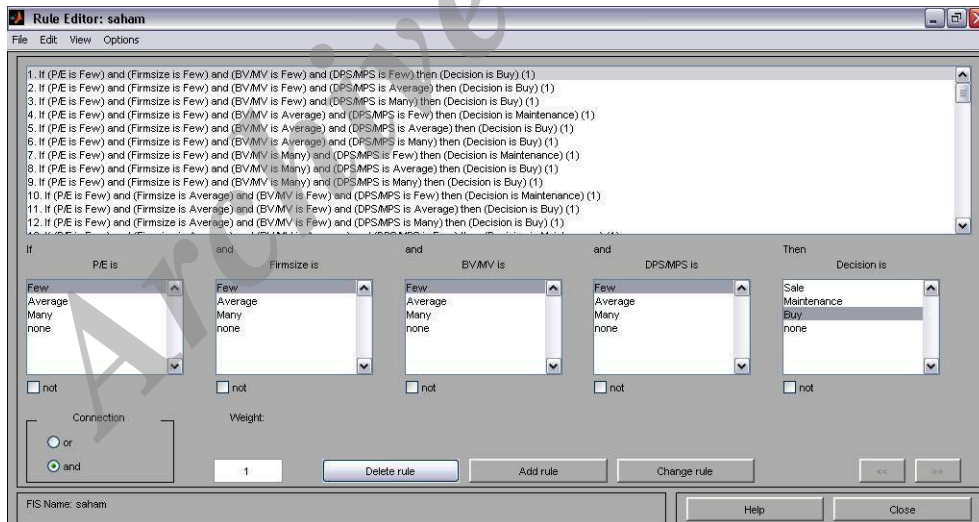 Rule Editor: saham
File Edit View Options
1. If (P/E is Few) and (Firmsize is Few) and (BV/MV is Few) and (DPS/MPS is Few) then (Decision is Buy) (1)
2. If (P/E is Few) and (Firmsize is Few) and (BV/MV is Few) and (DPS/MPS is Average) then (Decision is Buy) (1)
3. If (P/E is Few) and (Firmsize is Few) and (BV/MV is Few) and (DPS/MPS is Many) then (Decision is Buy) (1)
4. If (P/E is Few) and (Firmsize is Few) and (BV/MV is Average) and (DPS/MPS is Few) then (Decision is Maintenance) (1)
5. If (P/E is Few) and (Firmsize is Few) and (BV/MV is Average) and (DPS/MPS is Average) then (Decision is Buy) (1)
6. If (P/E is Few) and (Firmsize is Few) and (BV/MV is Average) and (DPS/MPS is Many) then (Decision is Buy) (1)
7. If (P/E is Few) and (Firmsize is Few) and (BV/MV is Many) and (DPS/MPS is Few) then (Decision is Maintenance) (1)
8. If (P/E is Few) and (Firmsize is Few) and (BV/MV is Many) and (DPS/MPS is Average) then (Decision is Buy) (1)
9. If (P/E is Few) and (Firmsize is Few) and (BV/MV is Many) and (DPS/MPS is Many) then (Decision is Buy) (1)
10. If (P/E is Few) and (Firmsize is Average) and (BV/MV is Few) and (DPS/MPS is Few) then (Decision is Maintenance) (1)
11. If (P/E is Few) and (Firmsize is Average) and (BV/MV is Few) and (DPS/MPS is Average) then (Decision is Buy) (1)
12. If (P/E is Few) and (Firmsize is Average) and (BV/MV is Few) and (DPS/MPS is Many) then (Decision is Buy) (1)
If and and and Then
P/E is Firmsize is BV/MV is DPS/MPS is Decision is
Few Few Few Few Sale
Average Average Average Average Maintenance
Many Many Many Many Buy
none none none none none
not not not not
Connection Weight:
or
and 1 Delete rule Add rule Change rule << >>
FIS Name: saham Help Close
Archive